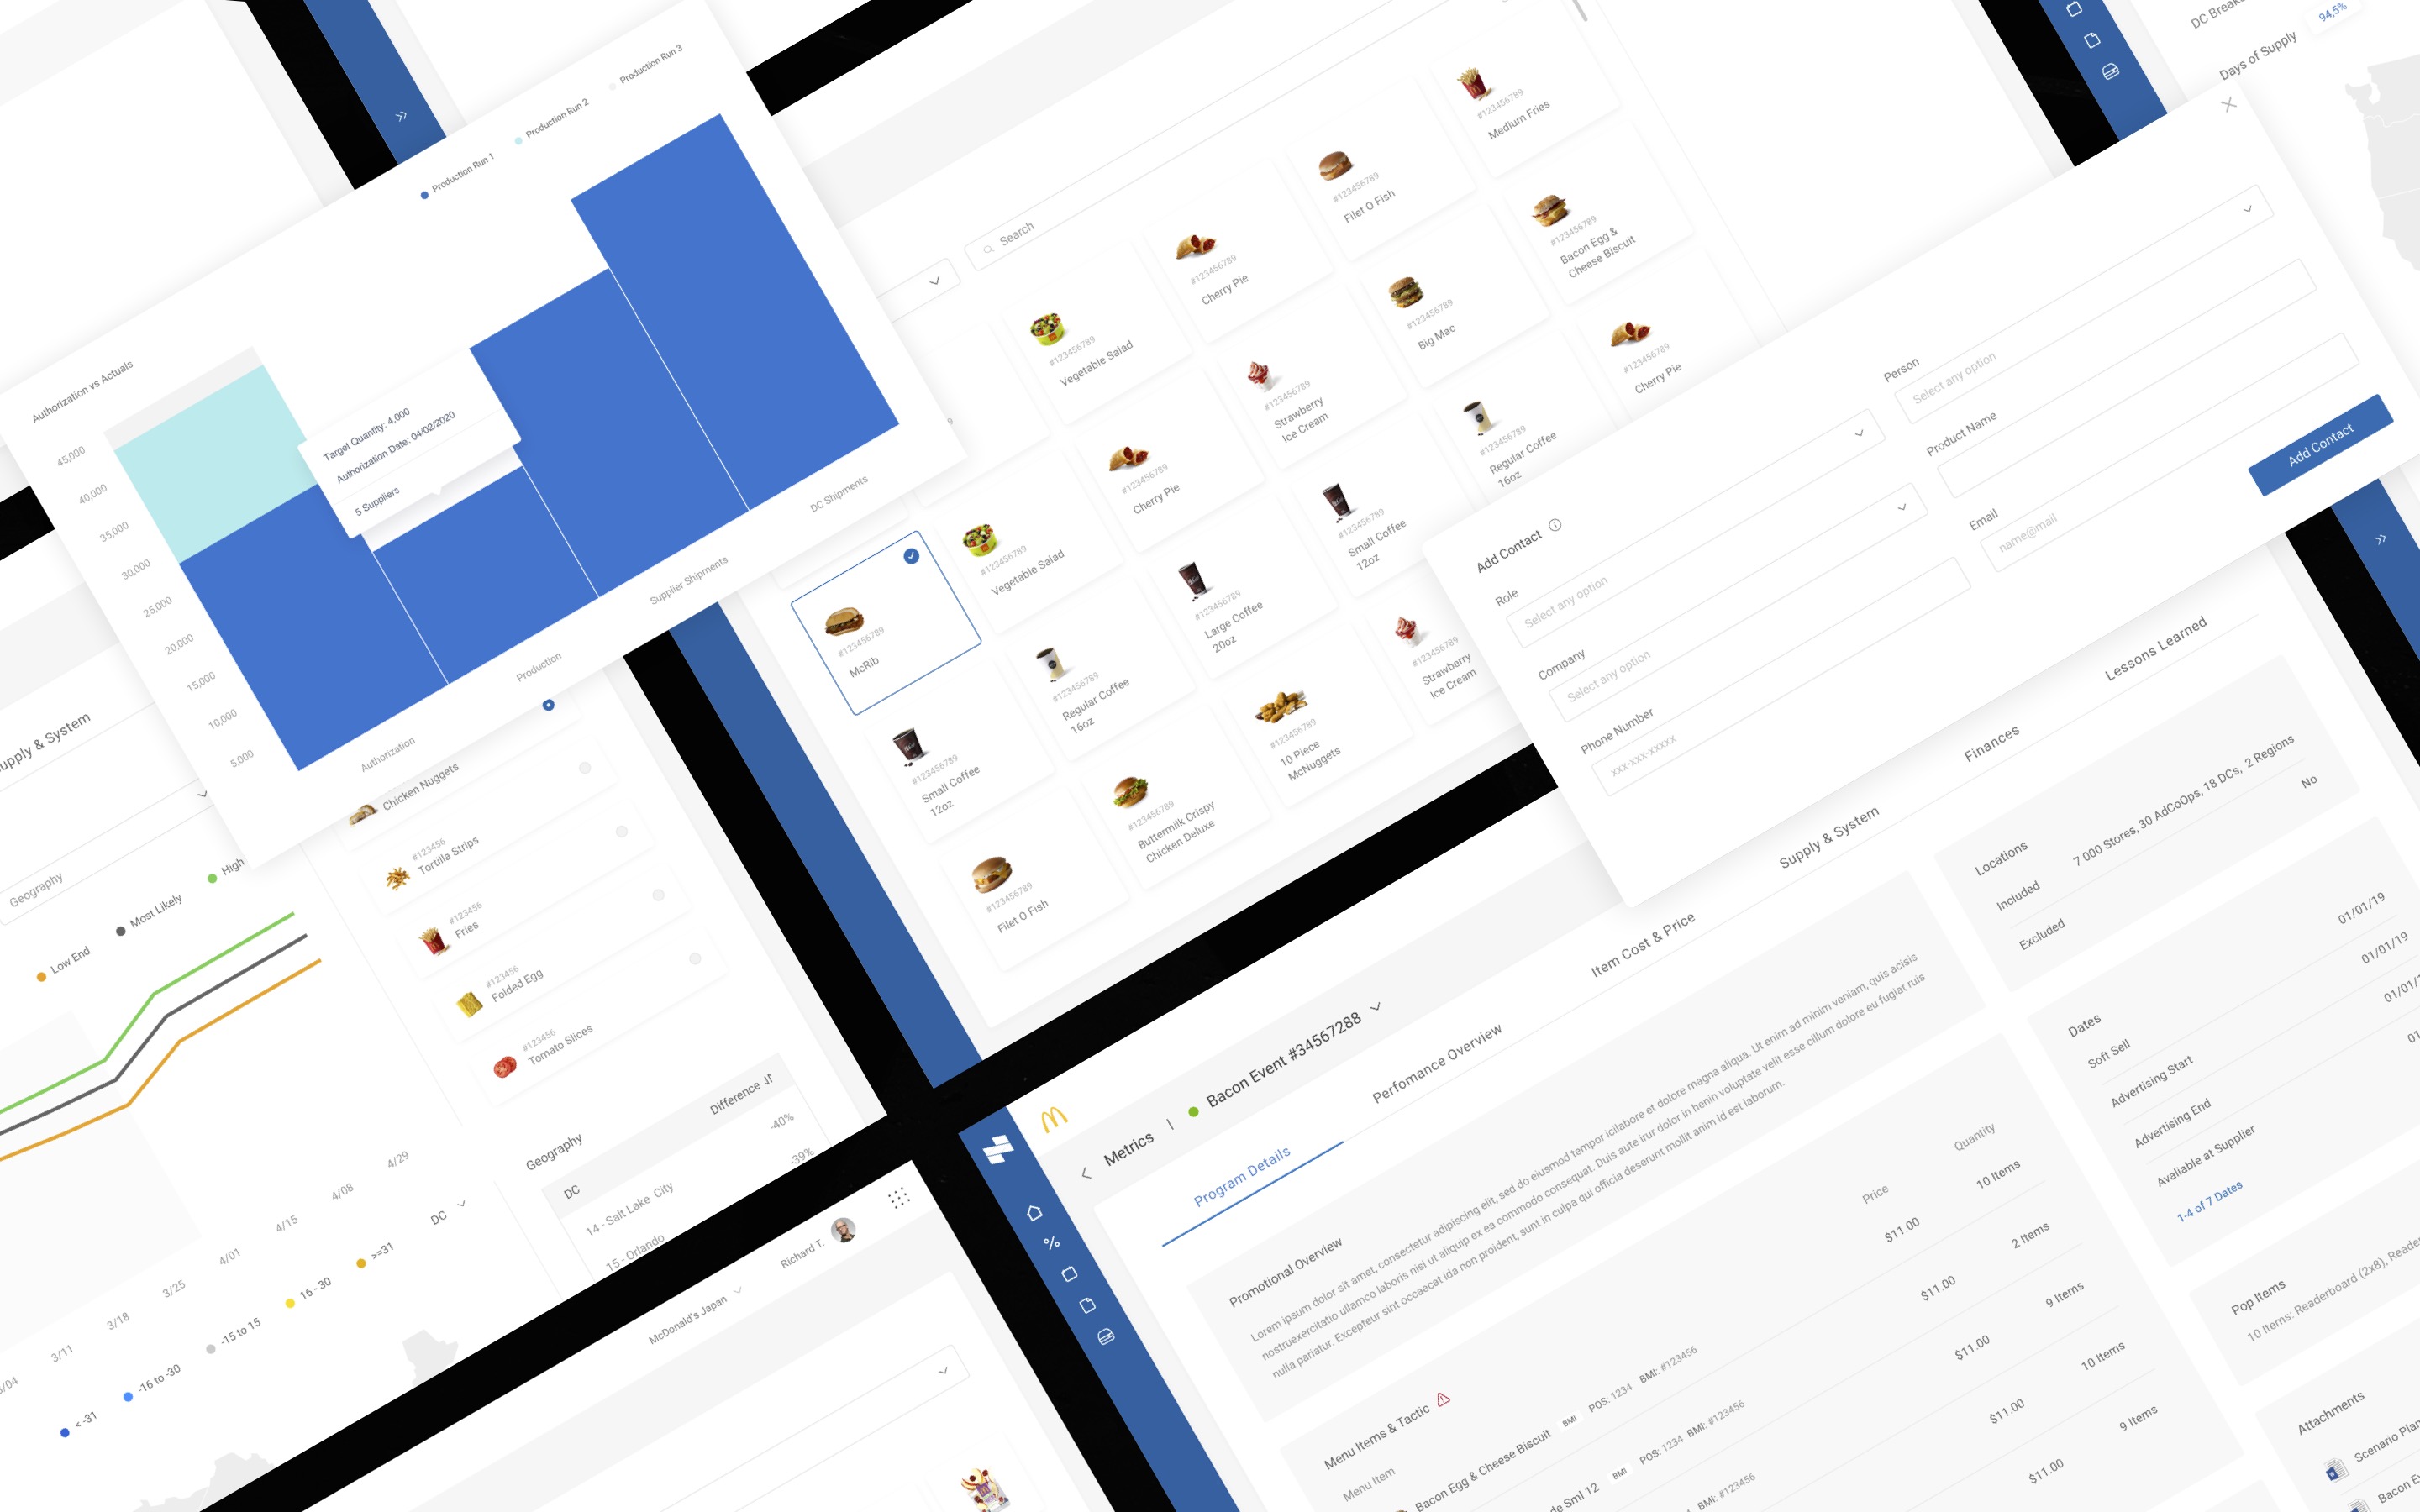 Production Run 1
Production Run 2
Production Run 3
Authorization vs Actuals
45,000
40,000
35,000
30,000
25,000
20,000
15,000
10,000
5,000
Target Quantity: 4,000
Authorization Date: 04/02/2020
5 Suppliers
Authorization
Production
Supplier Shipments
DC Shipments
Search
#123456789
Medium Fries
#123456789
Filet O Fish
#123456789
Cherry Pie
#123456789
Vegetable Salad
#123456789
Bacon Egg &
Cheese Biscuit
#123456789
Big Mac
#123456789
Strawberry
Ice Cream
#123456789
Cherry Pie
#123456789
Vegetable Salad
#123456789
McRib
#123456789
Cherry Pie
#123456789
Regular Coffee
16oz
#123456789
Small Coffee
12oz
#123456789
Large Coffee
20oz
#123456789
Regular Coffee
16oz
#123456789
Small Coffee
12oz
#123456789
Strawberry
Ice Cream
#123456789
10 Piece
McNuggets
#123456789
Buttermilk Crispy
Chicken Deluxe
#123456789
Filet O Fish
Days of Supply
94,5%
Add Contact
Role
Select any option
Person
Select any option
Company
Select any option
Product Name
Phone Number
xxx-xxx-xxxxx
Email
name@mail
Add Contact
upply & System
Geography
Low End
Most Likely
High
Chicken Nuggets
#123456
Tortilla Strips
#123456
Fries
#123456
Folded Egg
#123456
Tomato Slices
3/11
3/18
3/25
4/01
4/15
4/08
4/29
DC
< -31
-16 to -30
-15 to 15
16 - 30
>=31
Geography
DC
Difference
14 - Salt Lake City
-40%
15 - Orlando
-39%
McDonald's Japan
Richard T.
Metrics | Bacon Event #34567288
Program Details
Perfomance Overview
Item Cost & Price
Supply & System
Finances
Lessons Learned
Promotional Overview
Lorem ipsum dolor sit amet, consectetur adipiscing elit, sed do eiusmod tempor icilabore et dolore magna aliqua. Ut enim ad minim veniam, quis acisis
nostruexercitatio ullamco laboris nisi ut aliquip ex ea commodo consequat. Duis aute irur dolor in henin voluptate velit esse cillum dolore eu fugiat ruis
nulla pariatur. Excepteur sint occaecat ida non proident, sunt in culpa qui officia deserunt mollit anim id est laborum.
Menu Items & Tactic
Menu Item
Price
Quantity
Bacon Egg & Cheese Biscuit BMI POS: 1234 BMI: #123456
$11.00
10 Items
de Sml 12 BMI POS: 1234 BMI: #123456
$11.00
2 Items
BMI: #123456
$11.00
9 Items
$11.00
10 Items
$11.00
9 Items
Locations
Included
7 000 Stores, 30 AdCoOps, 18 DCs, 2 Regions
Excluded
No
Dates
Soft Sell
01/01/19
Advertising Start
01/01/19
Advertising End
Avaliable at Supplier
1-4 of 7 Dates
Pop Items
10 Items: Readerboard (2x8),
Attachments
Scenario Plan
Bacon